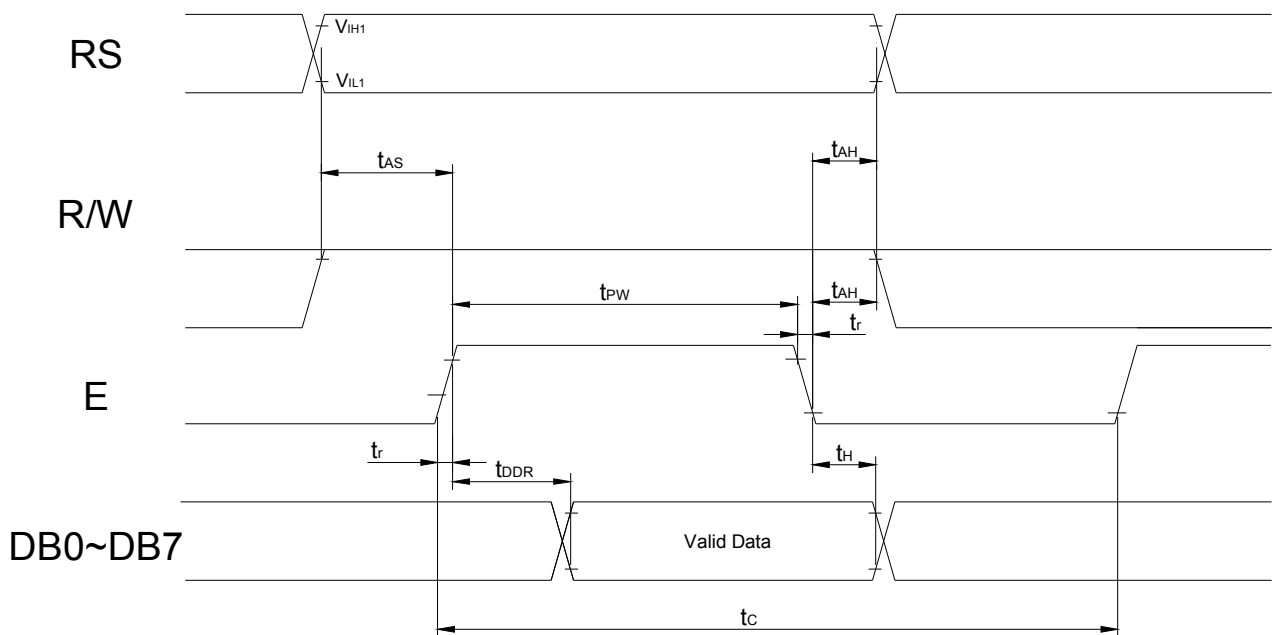 RS
VIH1
VIL1
tAS
tAH
R/W
tPW
tAH
tr
E
tr
tDDR
tH
DB0~DB7
Valid Data
tC